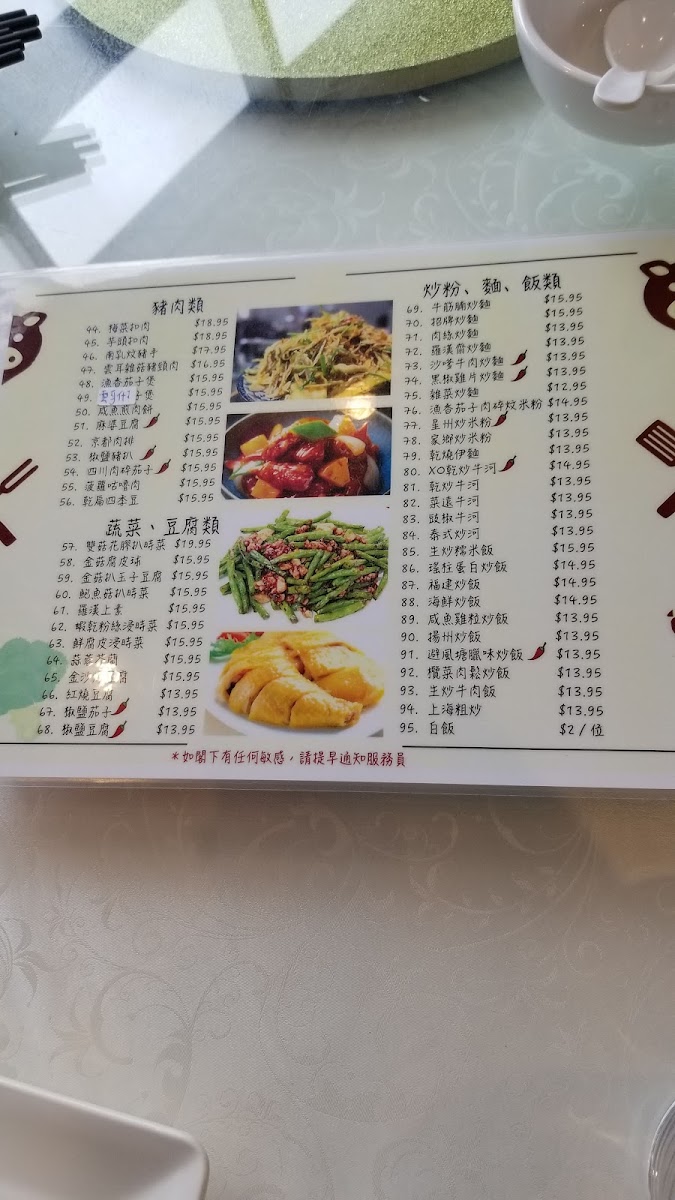 豬肉類
44. 梅菜扣肉 $18.95
45. 芋頭扣肉 $18.95
46. 南乳炆豬手 $17.95
47. 雲耳雜菇豬頸肉 $16.95
48. 漁香茄子煲 $15.95
49. 子煲 $15.95
50. 咸魚煎肉餅 $15.95
51. 麻婆豆腐 $15.95
52. 京都肉排 $15.95
53. 椒鹽豬扒 $15.95
54. 四川肉碎茄子 $15.95
55. 菠蘿咕嚕肉 $15.95
56. 乾扁四季豆 $15.95
蔬菜、豆腐類
57. 雙菇花膠扒時菜 $19.95
58. 金菇腐皮球 $15.95
59. 金菇扒玉子豆腐 $15.95
60. 鮑魚菇扒時菜 $15.95
61. 羅漢上素 $15.95
62. 蝦乾粉絲浸時菜 $15.95
63. 鮮腐皮浸時菜 $15.95
64. 蒜蓉芥蘭 $15.95
65. 金沙 腐 $15.95
66. 紅燒豆腐 $13.95
67. 椒鹽茄子 $13.95
68. 椒鹽豆腐 $13.95
炒粉、麵、飯類
69. 牛筋腩炒麵 $15.95
70. 招牌炒麵 $15.95
71. 肉絲炒麵 $13.95
72. 羅漢齋炒麵 $13.95
73. 沙嗲牛肉炒麵 $13.95
74. 黑椒雞片炒麵 $13.95
75. 雜菜炒麵 $12.95
76. 漁香茄子肉碎炆米粉 $14.95
77. 星州炒米粉 $13.95
78. 家鄉炒米粉 $13.95
79. 乾燒伊麵 $13.95
80. XO乾炒牛河 $14.95
81. 乾炒牛河 $13.95
82. 菜遠牛河 $13.95
83. 豉椒牛河 $13.95
84. 泰式炒河 $13.95
85. 生炒糯米飯 $15.95
86. 瑤柱蛋白炒飯 $14.95
87. 福建炒飯 $14.95
88. 海鮮炒飯 $14.95
89. 咸魚雞粒炒飯 $13.95
90. 揚州炒飯 $13.95
91. 避風塘臘味炒飯 $13.95
92. 欖菜肉鬆炒飯 $13.95
93. 生炒牛肉飯 $13.95
94. 上海粗炒 $13.95
95. 白飯 $2 / 位
*如閣下有任何敏感，請提早通知服務員